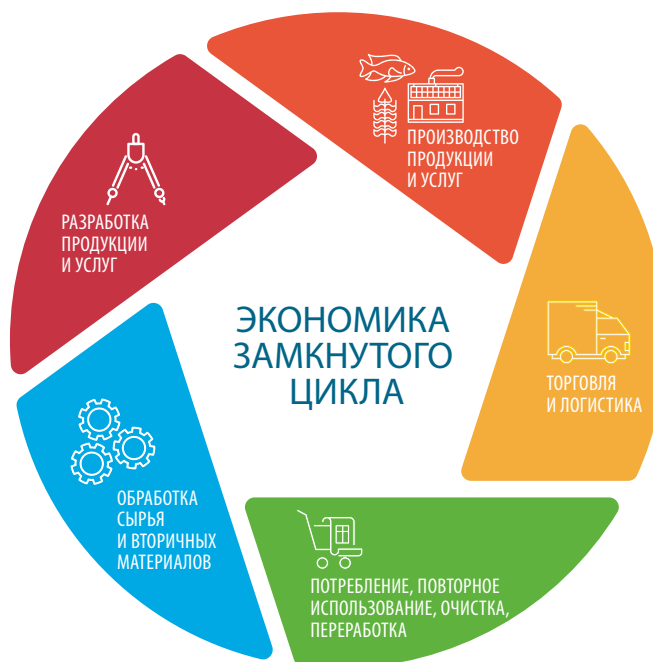 ПРОИЗВОДСТВО
ПРОДУКЦИИ
И УСЛУГ
РАЗРАБОТКА
ПРОДУКЦИИ
И УСЛУГ
ЭКОНОМИКА
ЗАМКНУТОГО
ЦИКЛА
ТОРГОВЛЯ
И ЛОГИСТИКА
ОБРАБОТКА
СЫРЬЯ
И ВТОРИЧНЫХ
МАТЕРИАЛОВ
ПОТРЕБЛЕНИЕ, ПОВТОРНОЕ
ИСПОЛЬЗОВАНИЕ, ОЧИСТКА,
ПЕРЕРАБОТКА